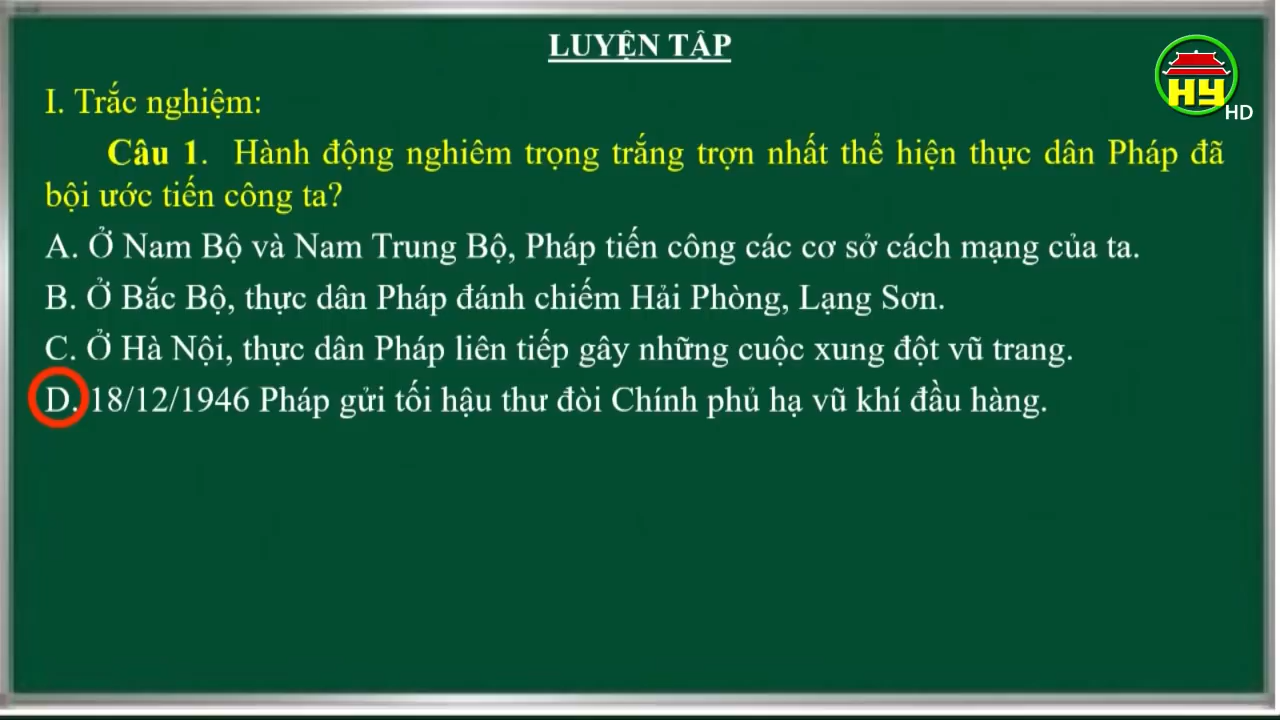 LUYỆN TẬP
HY HD
I. Trắc nghiệm:
Câu 1. Hành động nghiêm trọng trắng trợn nhất thể hiện thực dân Pháp đã
bội ước tiến công ta?
A. Ở Nam Bộ và Nam Trung Bộ, Pháp tiến công các cơ sở cách mạng của ta.
B. Ở Bắc Bộ, thực dân Pháp đánh chiếm Hải Phòng, Lạng Sơn.
C. Ở Hà Nội, thực dân Pháp liên tiếp gây những cuộc xung đột vũ trang.
D. 18/12/1946 Pháp gửi tối hậu thư đòi Chính phủ hạ vũ khí đầu hàng.